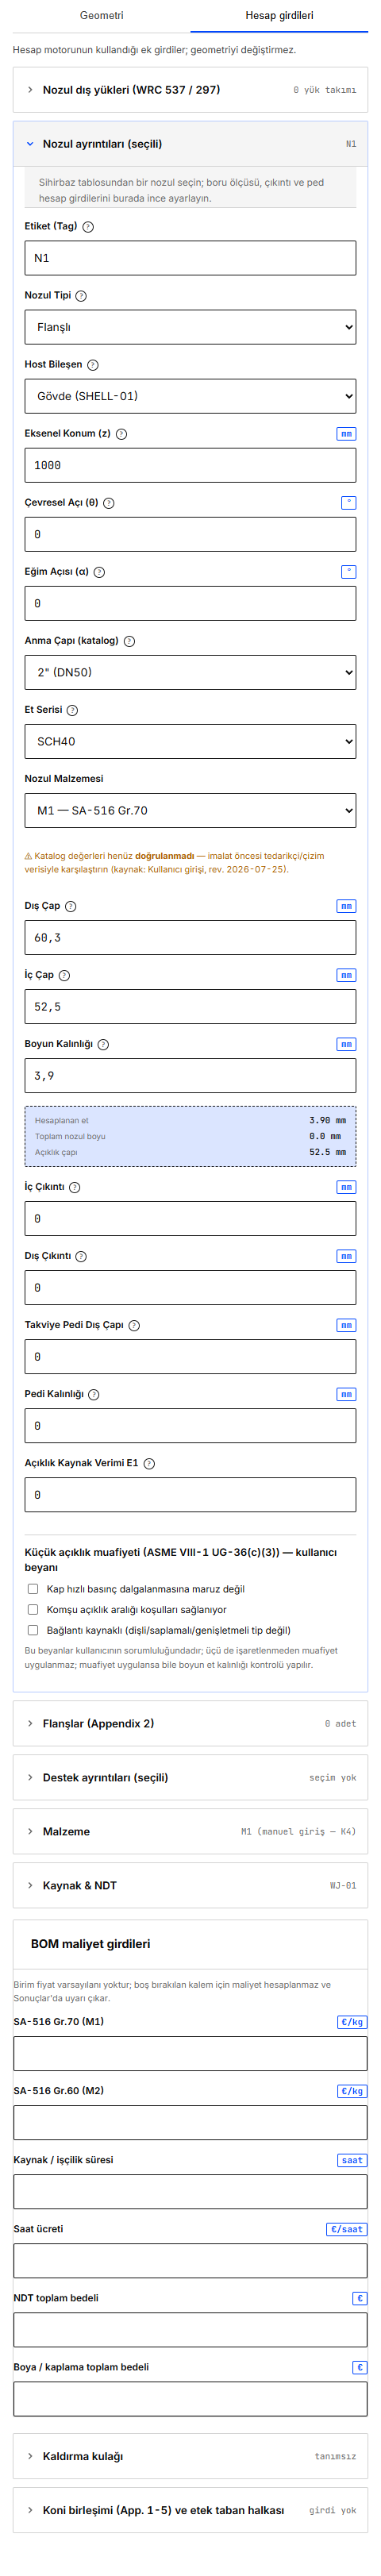 Geometri
Hesap girdileri
Hesap motorunun kullandığı ek girdiler; geometriyi değiştirmez.
Nozul dış yükleri (WRC 537 / 297)
0 yük takımı
Nozul ayrıntıları (seçili)
N1
Sihirbaz tablosundan bir nozul seçin; boru ölçüsü, çıkıntı ve ped
hesap girdilerini burada ince ayarlayın.
Etiket (Tag) ?
N1
Nozul Tipi ?
Flanşlı
Host Bileşen ?
Gövde (SHELL-01)
Eksenel Konum (z) ? mm
1000
Çevresel Açı (θ) ? °
0
Eğim Açısı (α) ? °
0
Anma Çapı (katalog) ?
2" (DN50)
Et Serisi ?
SCH40
Nozul Malzemesi
M1 — SA-516 Gr.70
⚠ Katalog değerleri henüz doğrulanmadı — imalat öncesi tedarikçi/çizim
verisiyle karşılaştırın (kaynak: Kullanıcı girişi, rev. 2026-07-25).
Dış Çap ? mm
60,3
İç Çap ? mm
52,5
Boyun Kalınlığı ? mm
3,9
Hesaplanan et 3.90 mm
Toplam nozul boyu 0.0 mm
Açıklık çapı 52.5 mm
İç Çıkıntı ? mm
0
Dış Çıkıntı ? mm
0
Takviye Pedi Dış Çapı ? mm
0
Pedi Kalınlığı ? mm
0
Açıklık Kaynak Verimi E1 ?
0
Küçük açıklık muafiyeti (ASME VIII-1 UG-36(c)(3)) — kullanıcı
beyanı
Kap hızlı basınç dalgalanmasına maruz değil
Komşu açıklık aralığı koşulları sağlanıyor
Bağlantı kaynaklı (dişli/saplamalı/genişletmeli tip değil)
Bu beyanlar kullanıcının sorumluluğundadır; üçü de işaretlenmeden muafiyet
uygulanmaz; muafiyet uygulansa bile boyun et kalınlığı kontrolü yapılır.
Flanşlar (Appendix 2)
0 adet
Destek ayrıntıları (seçili)
seçim yok
Malzeme
M1 (manuel giriş — K4)
Kaynak & NDT
WJ-01
BOM maliyet girdileri
Birim fiyat varsayılanı yoktur; boş bırakılan kalem için maliyet hesaplanmaz ve
Sonuçlar'da uyarı çıkar.
SA-516 Gr.70 (M1) €/kg
SA-516 Gr.60 (M2) €/kg
Kaynak / işçilik süresi saat
Saat ücreti €/saat
NDT toplam bedeli €
Boya / kaplama toplam bedeli €
Kaldırma kulağı
tanımsız
Koni birleşimi (App. 1-5) ve etek taban halkası
girdi yok